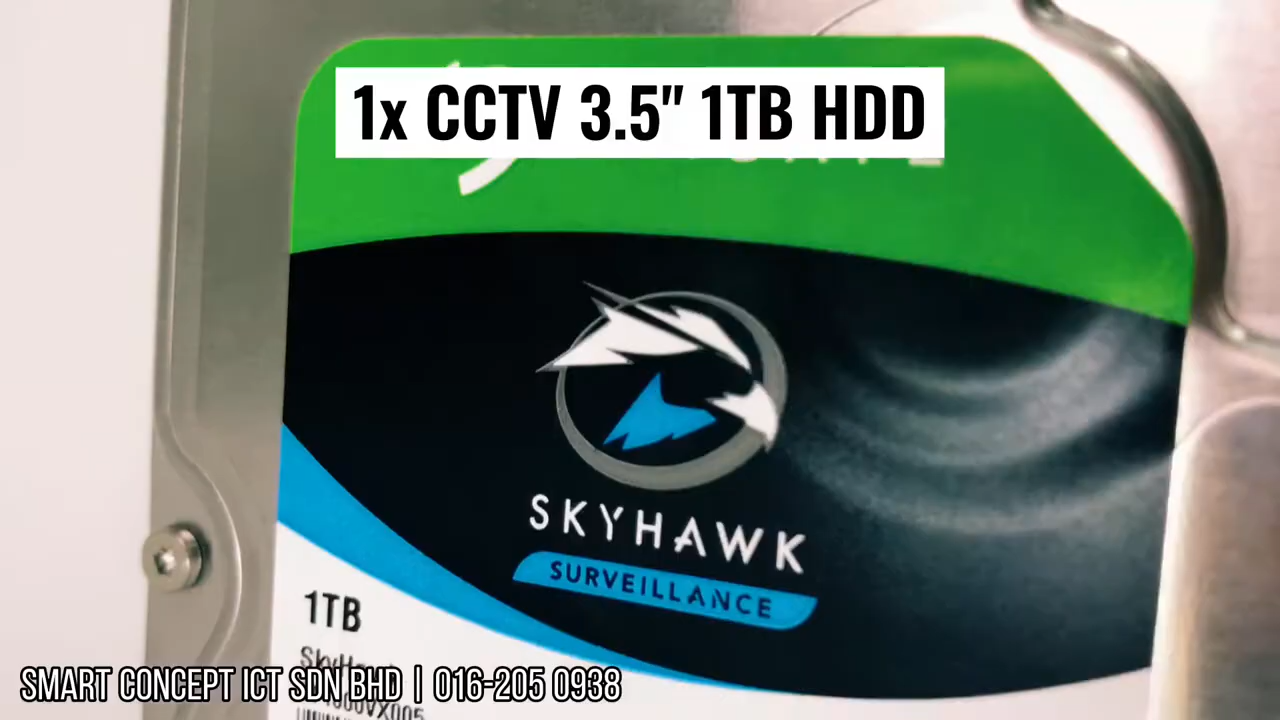 1x CCTV 3.5" 1TB HDD
SKYHAWK
SURVEILLANCE
1TB
SMART CONCEPT ICT SDN BHD | 016-205 0938